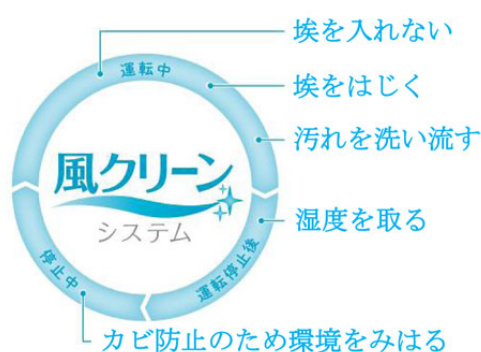 埃を入れない
運転中
埃をはじく
汚れを洗い流す
風クリーン
システム
湿度を取る
運転停止後
停止中
カビ防止のため環境をみはる